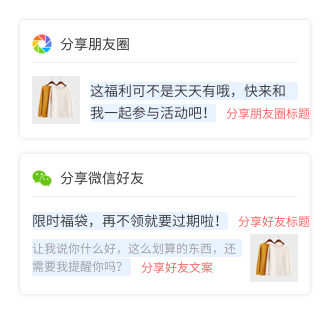 分享朋友圈
这福利可不是天天有哦，快来和
我一起参与活动吧！ 分享朋友圈标题
分享微信好友
限时福袋，再不领就要过期啦！ 分享好友标题
让我说你什么好，这么划算的东西，还
需要我提醒你吗？ 分享好友文案